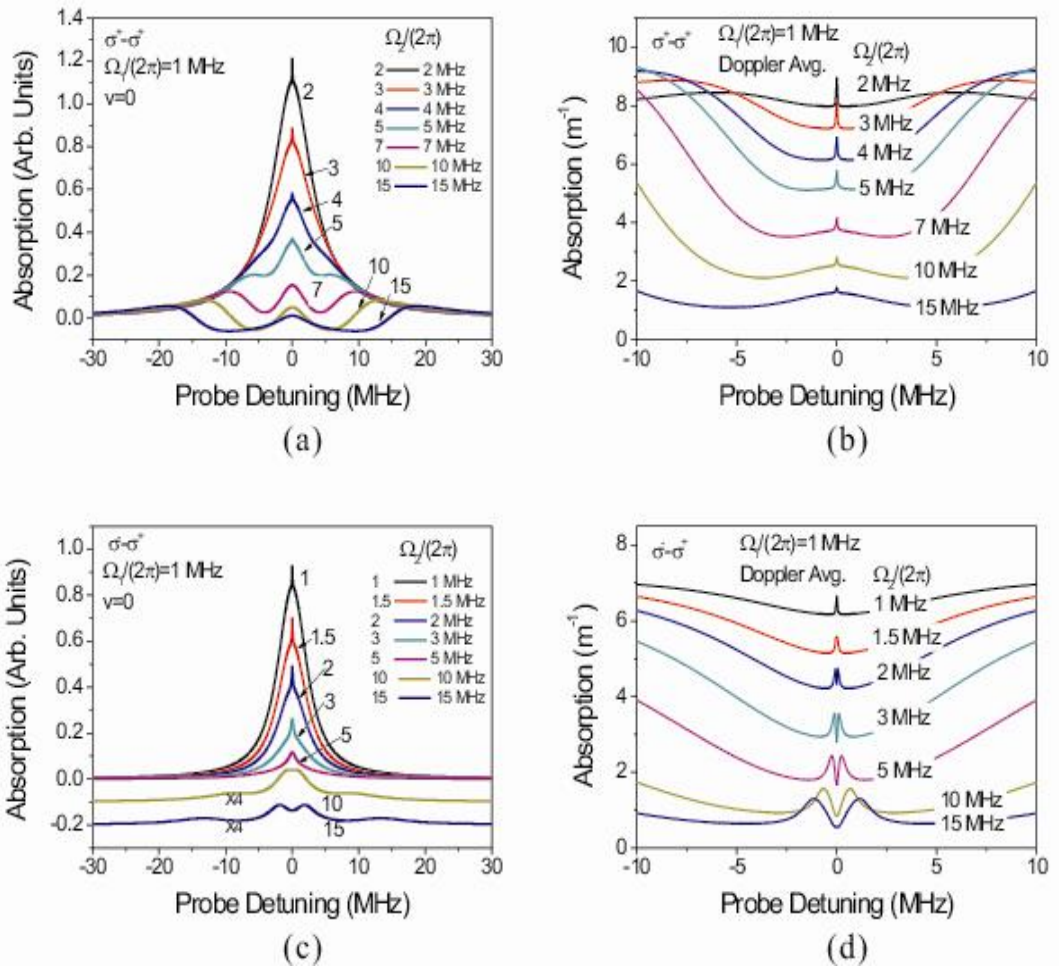 σ⁺-σ⁺
Ω₁/(2π)=1 MHz
v=0
Ω₂/(2π)
2 2 MHz
3 3 MHz
4 4 MHz
5 5 MHz
7 7 MHz
10 10 MHz
15 15 MHz
2
3
4
5
7
10
15
1.4
1.2
1.0
0.8
0.6
0.4
0.2
0.0
Absorption (Arb. Units)
-30 -20 -10 0 10 20 30
Probe Detuning (MHz)
(a)
σ⁺-σ⁺
Ω₁/(2π)=1 MHz
Doppler Avg.
Ω₂/(2π)
2 MHz
3 MHz
4 MHz
5 MHz
7 MHz
10 MHz
15 MHz
10
8
6
4
2
0
Absorption (m⁻¹)
-10 -5 0 5 10
Probe Detuning (MHz)
(b)
σ⁻-σ⁺
Ω₁/(2π)=1 MHz
v=0
Ω₂/(2π)
1 1 MHz
1.5 1.5 MHz
2 2 MHz
3 3 MHz
5 5 MHz
10 10 MHz
15 15 MHz
1
1.5
2
3
5
x4 10
x4 15
1.0
0.8
0.6
0.4
0.2
0.0
-0.2
Absorption (Arb. Units)
-30 -20 -10 0 10 20 30
Probe Detuning (MHz)
(c)
σ⁻-σ⁺
Ω₁/(2π)=1 MHz
Doppler Avg.
Ω₂/(2π)
1 MHz
1.5 MHz
2 MHz
3 MHz
5 MHz
10 MHz
15 MHz
8
6
4
2
0
Absorption (m⁻¹)
-10 -5 0 5 10
Probe Detuning (MHz)
(d)